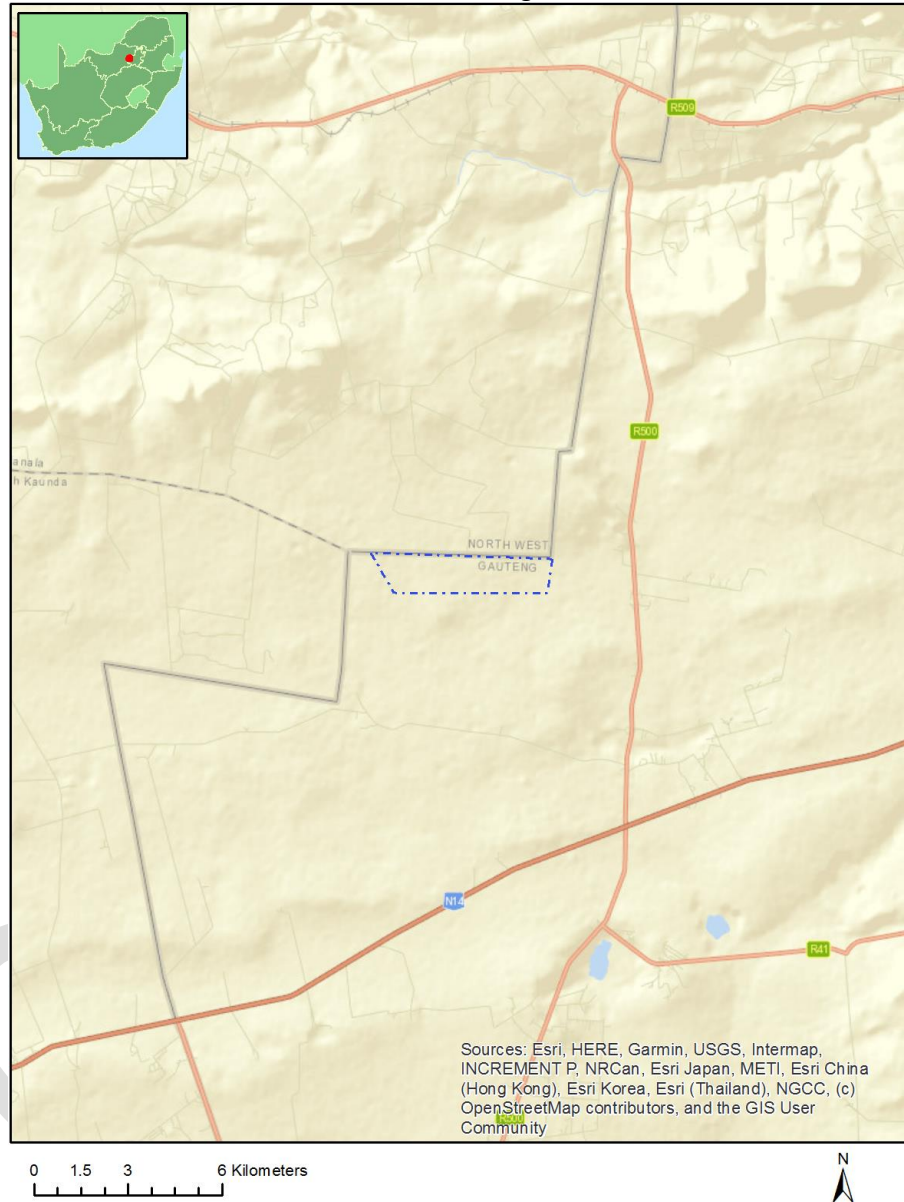 R509
R500
anala
h Kaunda
NORTH WEST
GAUTENG
N14
R41
Sources: Esri, HERE, Garmin, USGS, Intermap,
INCREMENT P, NRCan, Esri Japan, METI, Esri China
(Hong Kong), Esri Korea, Esri (Thailand), NGCC, (c)
OpenStreetMap contributors, and the GIS User
Community
R500
0 1.5 3 6 Kilometers
N